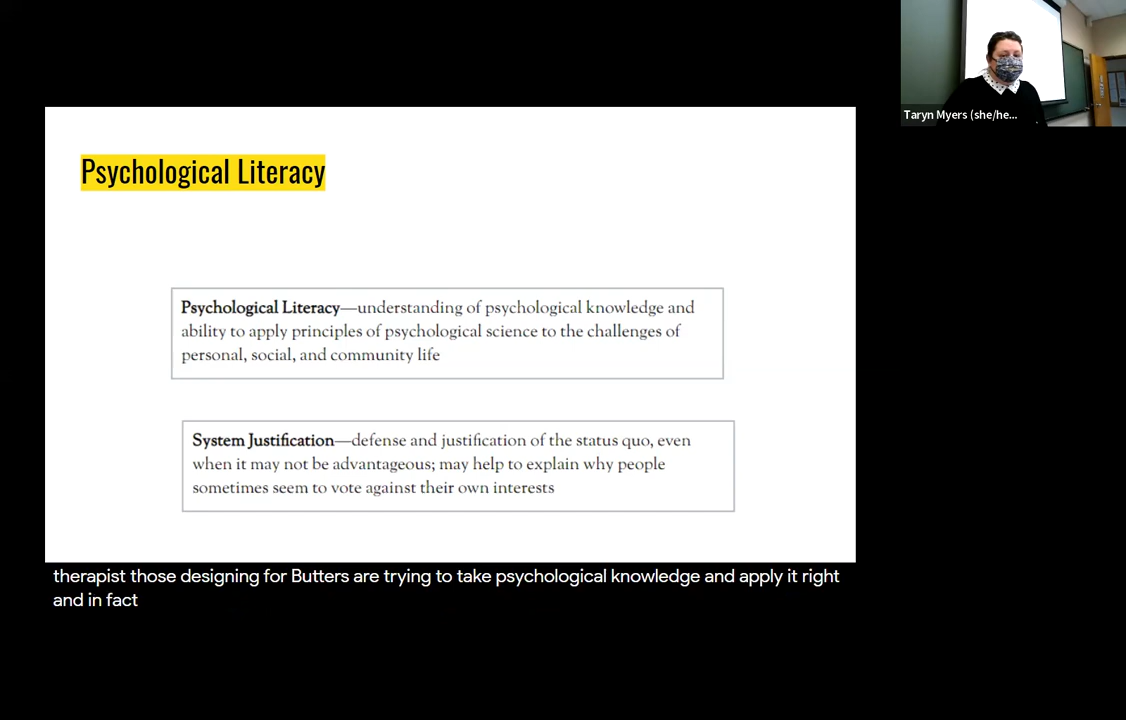 Taryn Myers (she/he...
Psychological Literacy
Psychological Literacy—understanding of psychological knowledge and
ability to apply principles of psychological science to the challenges of
personal, social, and community life
System Justification—defense and justification of the status quo, even
when it may not be advantageous; may help to explain why people
sometimes seem to vote against their own interests
therapist those designing for Butters are trying to take psychological knowledge and apply it right
and in fact